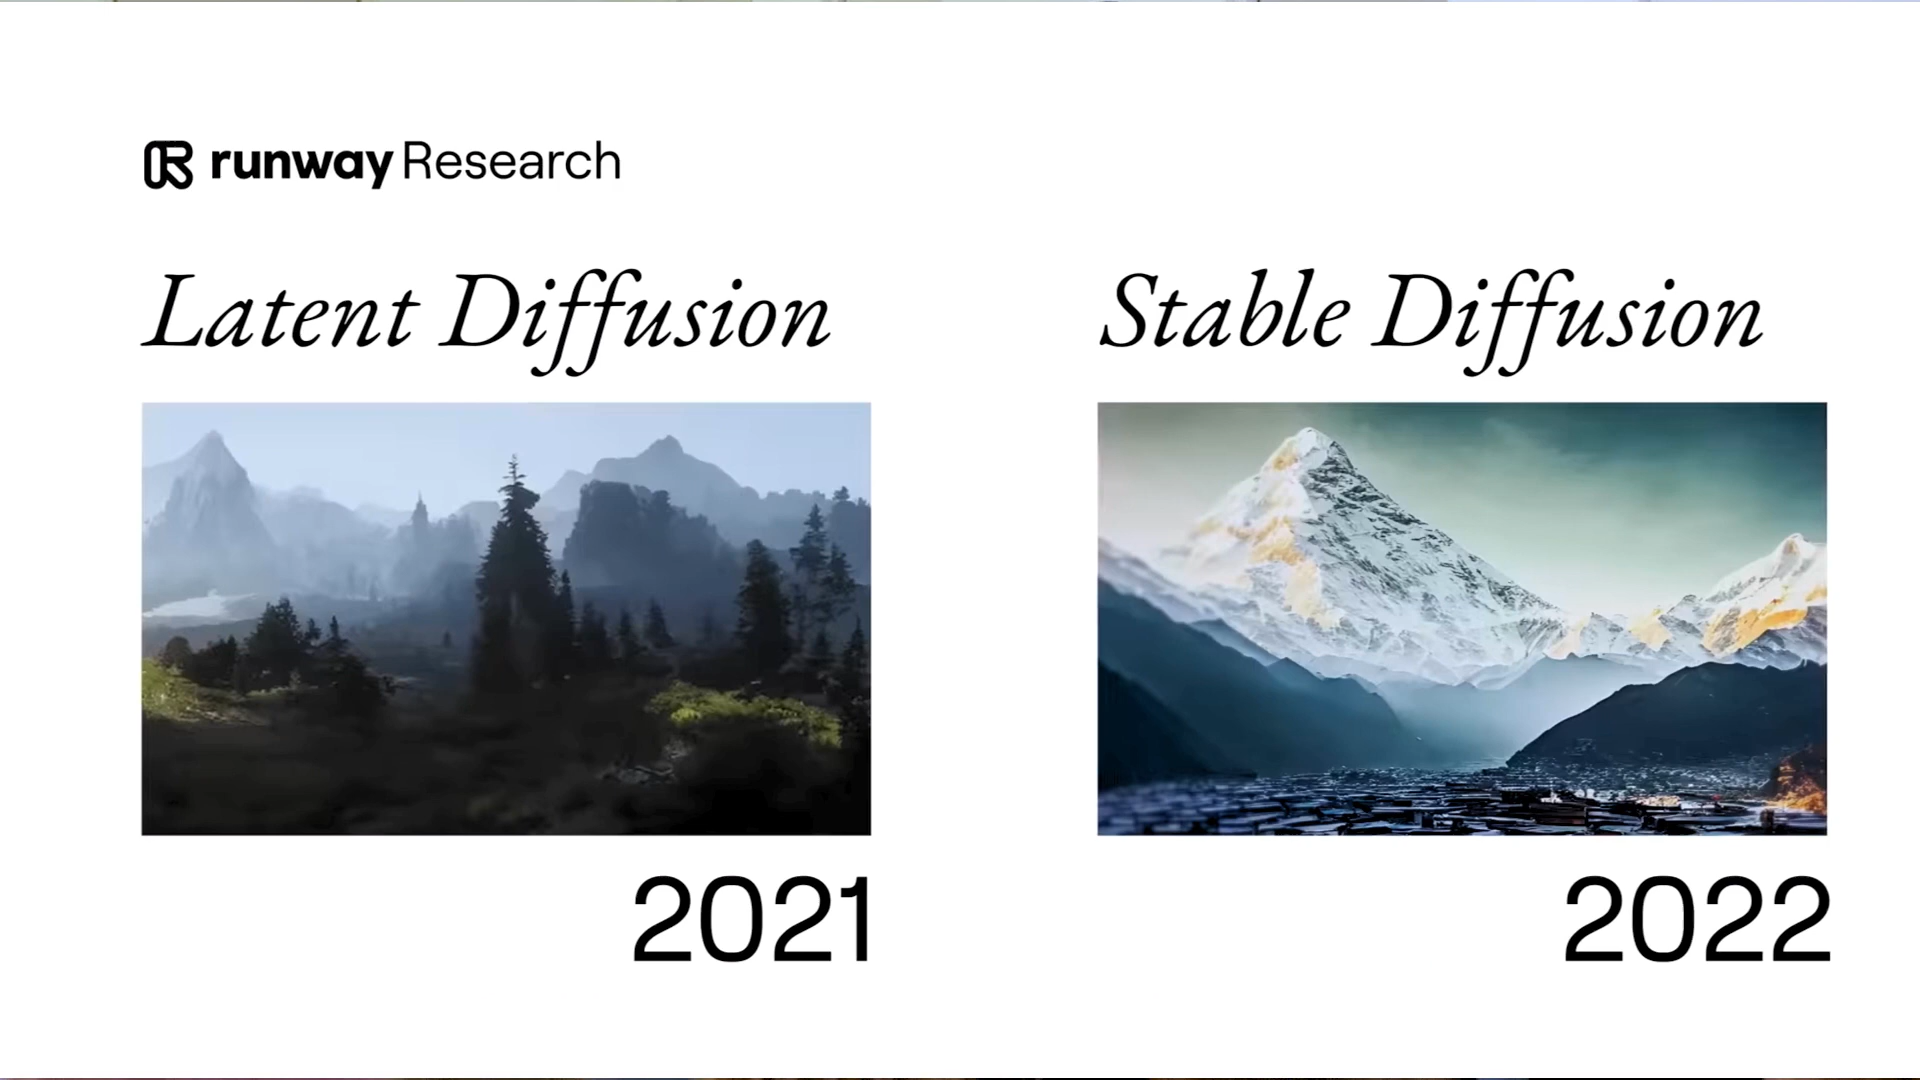 runway Research
Latent Diffusion
Stable Diffusion
2021
2022